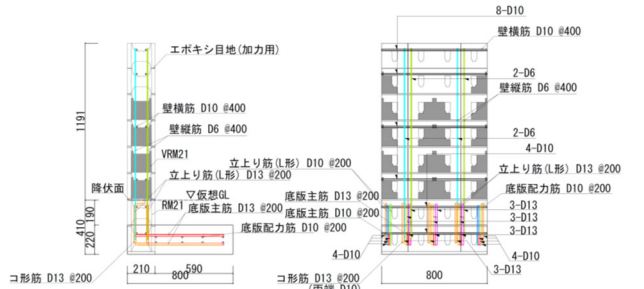 8-D10
エポキシ目地(加力用)
壁横筋 D10 @400
2-D6
壁縦筋 D6 @400
壁横筋 D10 @400
壁縦筋 D6 @400
1191
2-D6
4-D10
VRM21
立上り筋(L形) D10 @200
立上り筋(L形) D13 @200
立上り筋(L形) D13 @200
降伏面
▽仮想GL
底版主筋 D13 @200
底版配力筋 D10 @200
RM21
底版主筋 D13 @200
3-D13
410
190
底版主筋 D10 @200
3-D13
220
底版配力筋 D10 @200
3-D13
4-D10
4-D10
210
590
コ形筋 D13 @200
800
コ形筋 D13 @200
(両端 D10)
800
3-D13